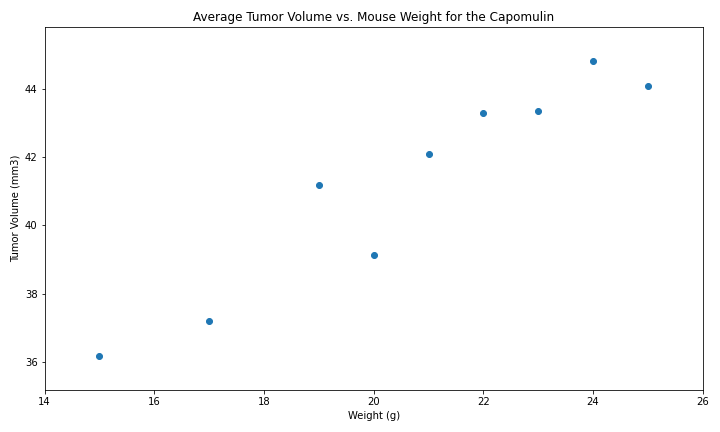 Average Tumor Volume vs. Mouse Weight for the Capomulin
44
42
40
38
36
Tumor Volume (mm3)
14 16 18 20 22 24 26
Weight (g)